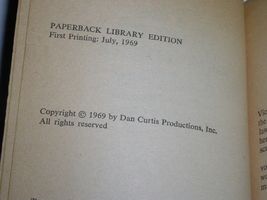 PAPERBACK LIBRARY EDITION
First Printing: July, 1969
Copyright © 1969 by Dan Curtis Productions, Inc.
All rights reserved